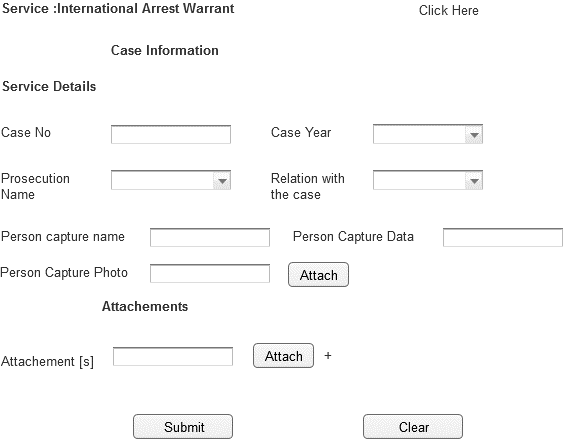 Service :International Arrest Warrant Click Here
Case Information
Service Details
Case No Case Year
Prosecution Name Relation with the case
Person capture name Person Capture Data
Person Capture Photo Attach
Attachements
Attachement [s] Attach +
Submit Clear